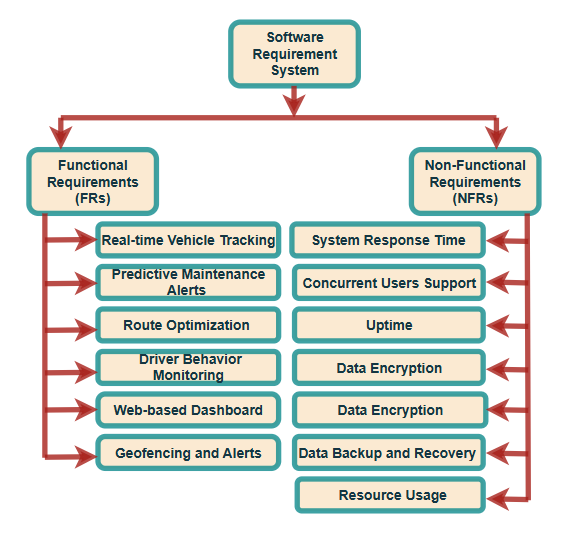 Software
Requirement
System
Functional
Requirements
(FRs)
Non-Functional
Requirements
(NFRs)
Real-time Vehicle Tracking
System Response Time
Predictive Maintenance
Alerts
Concurrent Users Support
Route Optimization
Uptime
Driver Behavior
Monitoring
Data Encryption
Web-based Dashboard
Data Encryption
Geofencing and Alerts
Data Backup and Recovery
Resource Usage